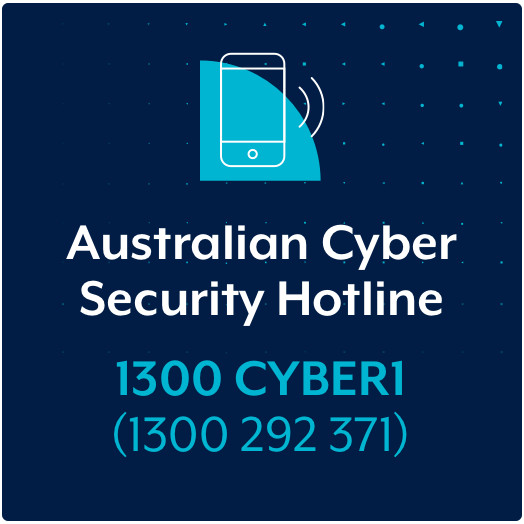 Australian Cyber
Security Hotline
1300 CYBER1
(1300 292 371)